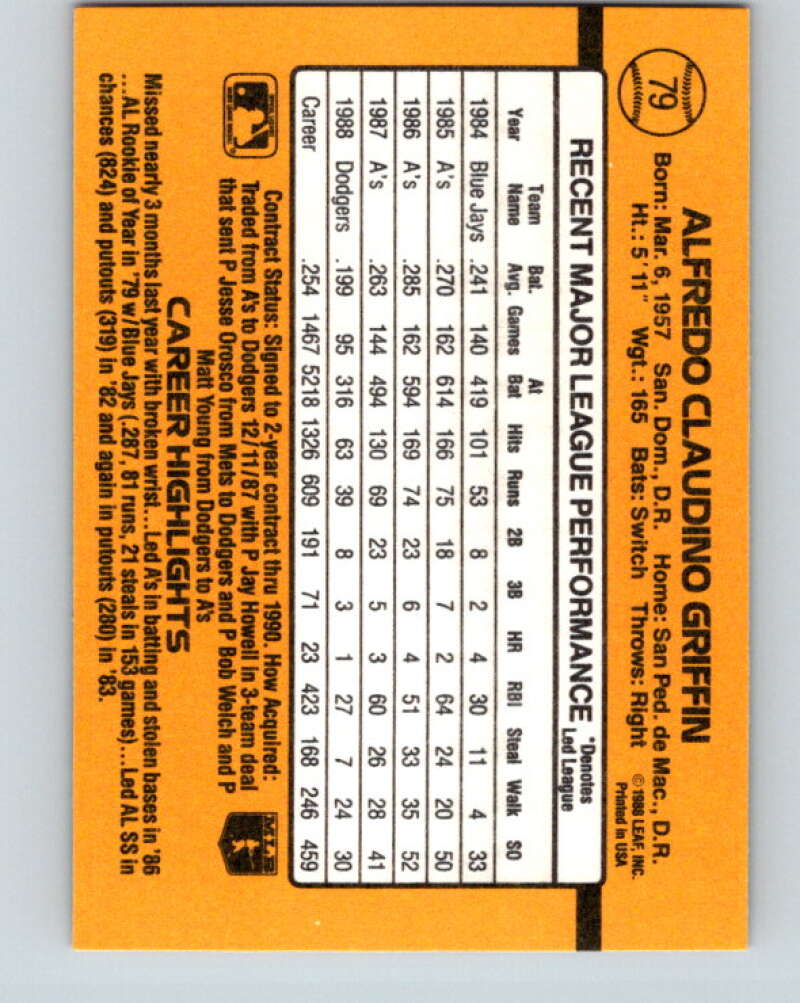 79
ALFREDO CLAUDINO GRIFFIN
Born: Mar. 6, 1957 San. Dom., D.R. Home: San Ped. de Mac., D.R.
Ht.: 5' 11" Wgt.: 165 Bats: Switch Throws: Right
© 1988 LEAF, INC.
Printed in USA
RECENT MAJOR LEAGUE PERFORMANCE *Denotes Led League
Year Team Name Bat. Avg. Games At Bat Hits Runs 2B 3B HR RBI Steal Walk SO
1984 Blue Jays .241 140 419 101 53 8 2 4 30 11 4 33
1985 A's .270 162 614 166 75 18 7 2 64 24 20 50
1986 A's .285 162 594 169 74 23 6 4 51 33 35 52
1987 A's .263 144 494 130 69 23 5 3 60 26 28 41
1988 Dodgers .199 95 316 63 39 8 3 1 27 7 24 30
Career .254 1467 5218 1326 609 191 71 23 423 168 246 459
Contract Status: Signed to 2-year contract thru 1990. How Acquired:
Traded from A's to Dodgers 12/11/87 with P Jay Howell in 3-team deal
that sent P Jesse Orosco from Mets to Dodgers and P Bob Welch and P
Matt Young from Dodgers to A's
MLB
CAREER HIGHLIGHTS
Missed nearly 3 months last year with broken wrist...Led A's in batting and stolen bases in '86
...AL Rookie of Year in '79 w/Blue Jays (.287, 81 runs, 21 steals in 153 games)...Led AL SS in
chances (824) and putouts (319) in '82 and again in putouts (280) in '83.